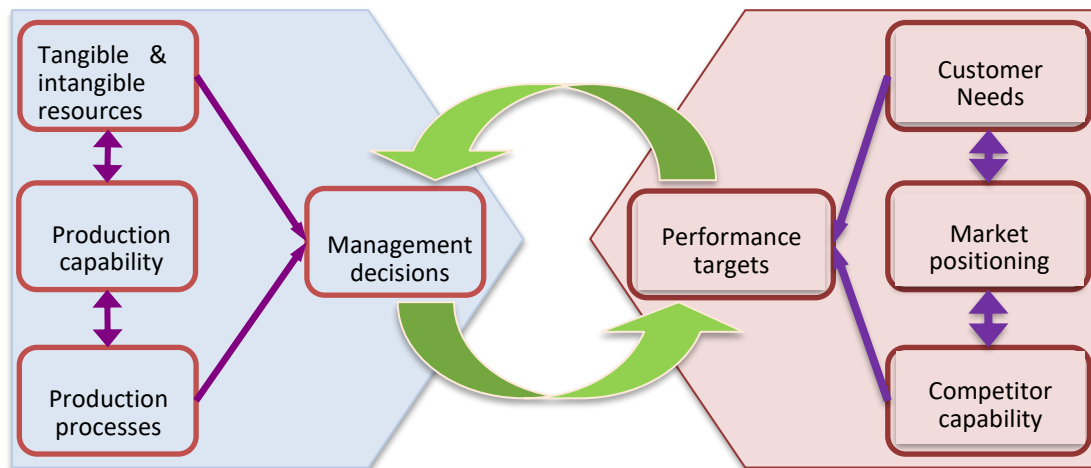 Tangible &
intangible
resources
Production
capability
Production
processes
Management
decisions
Performance
targets
Customer
Needs
Market
positioning
Competitor
capability